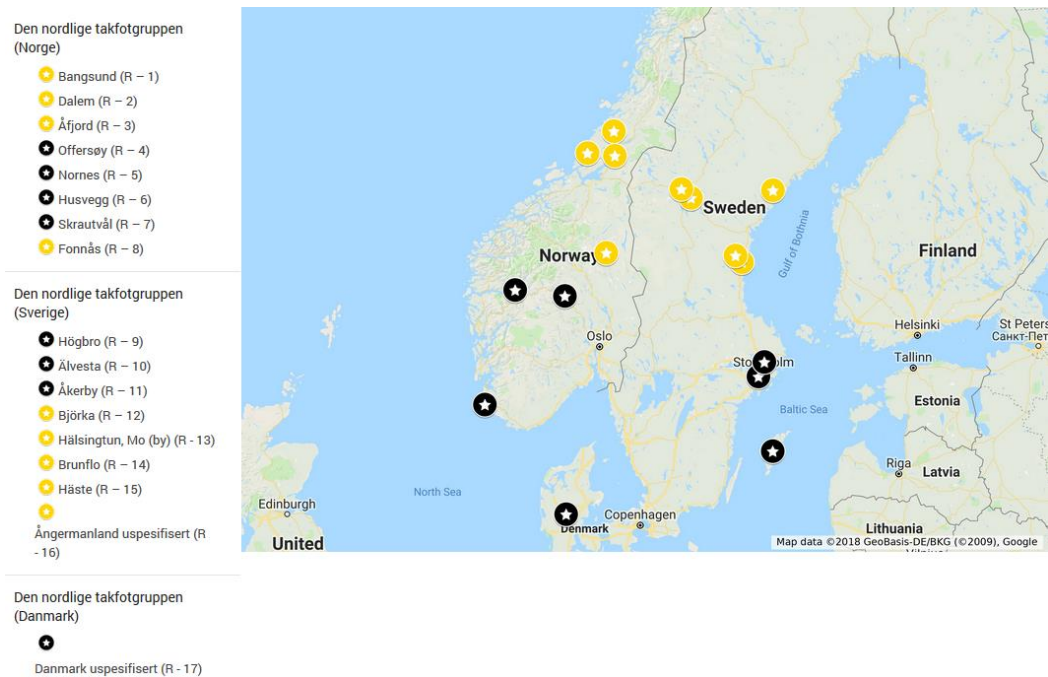 Den nordlige takfotgruppen
(Norge)
Bangsund (R – 1)
Dalem (R – 2)
Åfjord (R – 3)
Offersøy (R – 4)
Nornes (R – 5)
Husvegg (R – 6)
Skrautvål (R – 7)
Fonnås (R – 8)
Den nordlige takfotgruppen
(Sverige)
Högbro (R – 9)
Älvesta (R – 10)
Åkerby (R – 11)
Björka (R – 12)
Hälsingtun, Mo (by) (R - 13)
Brunflo (R – 14)
Häste (R – 15)
Ångermanland uspesifisert (R
- 16)
Den nordlige takfotgruppen
(Danmark)
Danmark uspesifisert (R - 17)
Sweden
Gulf of Bothnia
Finland
Norway
Oslo
Helsinki
St Peters
Санкт-Пет
Tallinn
Estonia
Baltic Sea
Riga
Latvia
North Sea
Edinburgh
Copenhagen
Denmark
Lithuania
United
Map data ©2018 GeoBasis-DE/BKG (©2009), Google